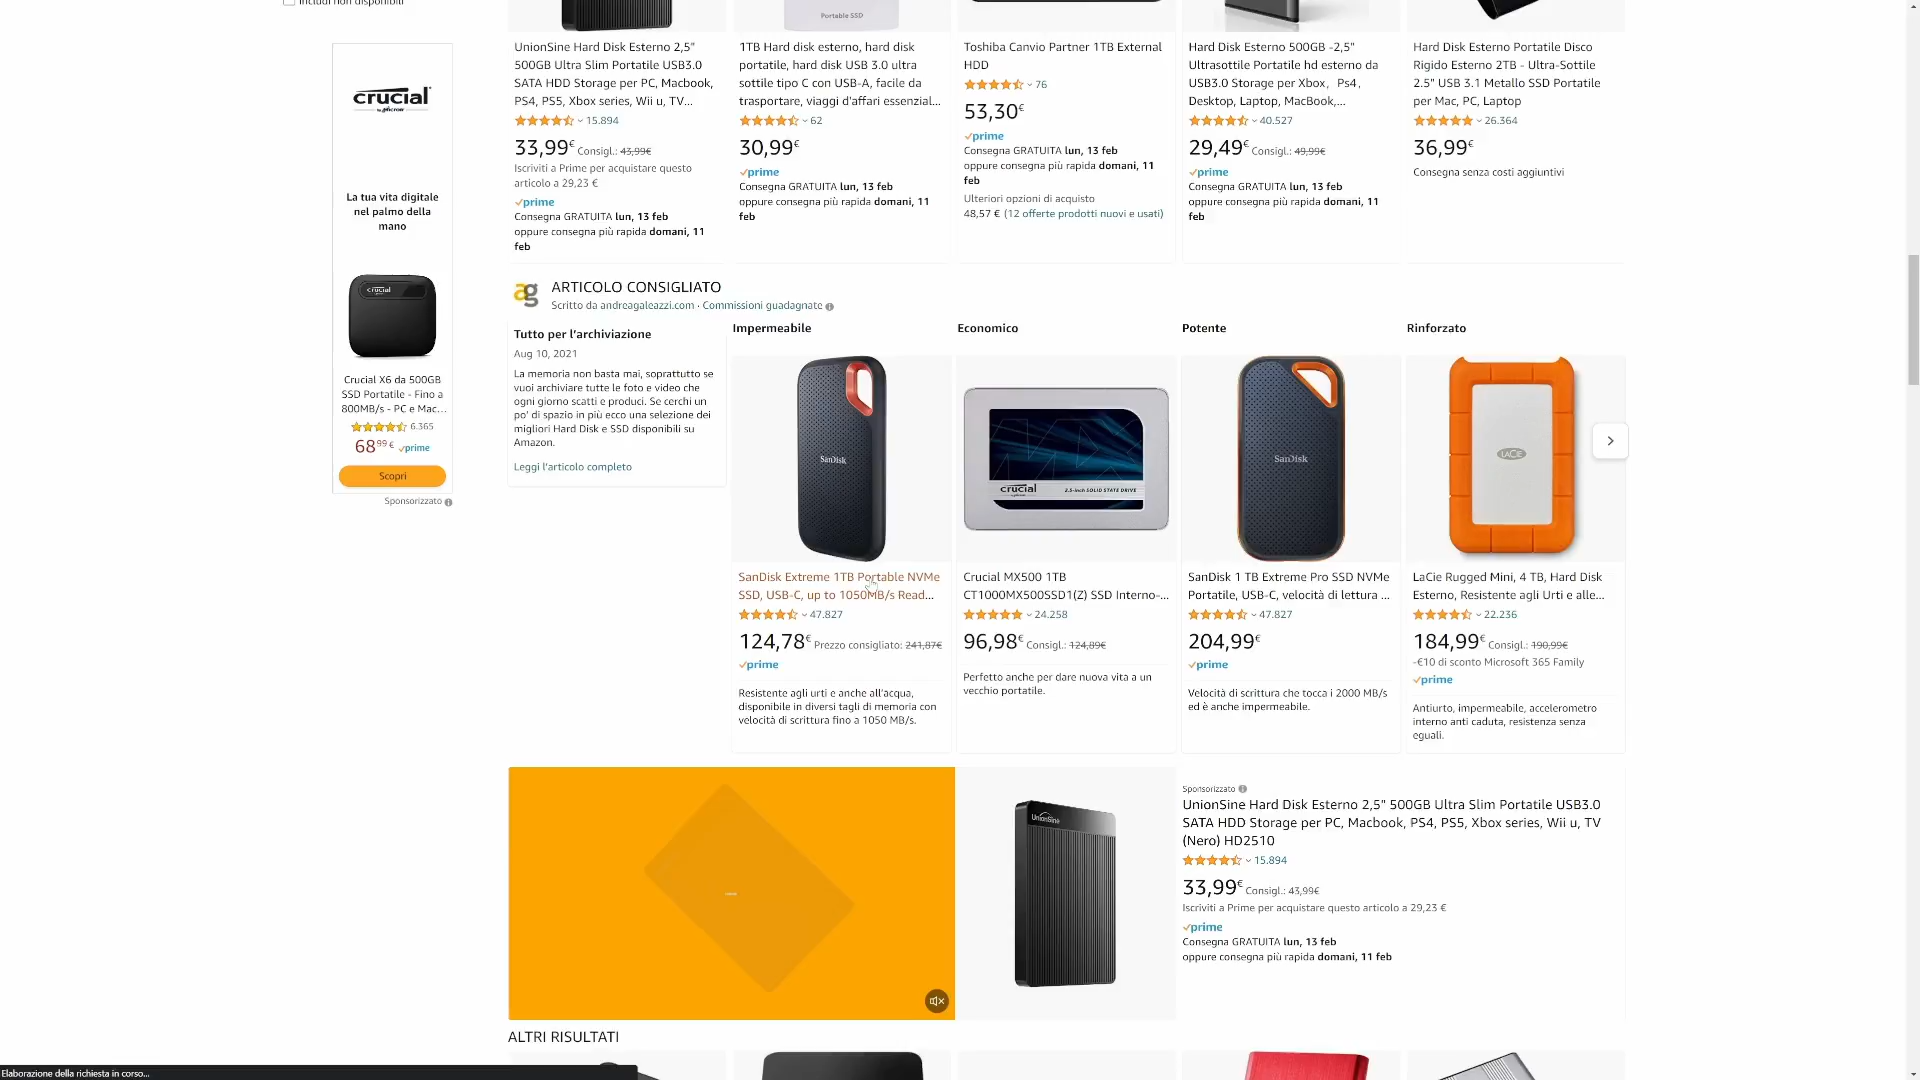 Includi non disponibili
Portable SSD
UnionSine Hard Disk Esterno 2,5"
500GB Ultra Slim Portatile USB3.0
SATA HDD Storage per PC, Macbook,
PS4, PS5, Xbox series, Wii u, TV...
15.894
33,99€ Consigl.: 43,99€
Iscriviti a Prime per acquistare questo
articolo a 29,23 €
prime
Consegna GRATUITA lun, 13 feb
oppure consegna più rapida domani, 11
feb
1TB Hard disk esterno, hard disk
portatile, hard disk USB 3.0 ultra
sottile tipo C con USB-A, facile da
trasportare, viaggi d'affari essenzial...
62
30,99€
prime
Consegna GRATUITA lun, 13 feb
oppure consegna più rapida domani, 11
feb
Toshiba Canvio Partner 1TB External
HDD
76
53,30€
prime
Consegna GRATUITA lun, 13 feb
oppure consegna più rapida domani, 11
feb
Ulteriori opzioni di acquisto
48,57 € (12 offerte prodotti nuovi e usati)
Hard Disk Esterno 500GB -2,5"
Ultrasottile Portatile hd esterno da
USB3.0 Storage per Xbox，Ps4，
Desktop, Laptop, MacBook,...
40.527
29,49€ Consigl.: 49,99€
prime
Consegna GRATUITA lun, 13 feb
oppure consegna più rapida domani, 11
feb
Hard Disk Esterno Portatile Disco
Rigido Esterno 2TB - Ultra-Sottile
2.5" USB 3.1 Metallo SSD Portatile
per Mac, PC, Laptop
26.364
36,99€
Consegna senza costi aggiuntivi
crucial
by Micron
La tua vita digitale
nel palmo della
mano
crucial
Crucial X6 da 500GB
SSD Portatile - Fino a
800MB/s - PC e Mac...
6.365
68,99 € prime
Scopri
Sponsorizzato
ag
ARTICOLO CONSIGLIATO
Scritto da andreagaleazzi.com · Commissioni guadagnate
Tutto per l'archiviazione
Aug 10, 2021
La memoria non basta mai, soprattutto se
vuoi archiviare tutte le foto e video che
ogni giorno scatti e produci. Se cerchi un
po' di spazio in più ecco una selezione dei
migliori Hard Disk e SSD disponibili su
Amazon.
Leggi l'articolo completo
Impermeabile
SanDisk
SanDisk Extreme 1TB Portable NVMe
SSD, USB-C, up to 1050MB/s Read...
47.827
124,78€ Prezzo consigliato: 241,87€
prime
Resistente agli urti e anche all'acqua,
disponibile in diversi tagli di memoria con
velocità di scrittura fino a 1050 MB/s.
Economico
crucial 2.5-inch SOLID STATE DRIVE
Crucial MX500 1TB
CT1000MX500SSD1(Z) SSD Interno-...
24.258
96,98€ Consigl.: 124,89€
Perfetto anche per dare nuova vita a un
vecchio portatile.
Potente
SanDisk
SanDisk 1 TB Extreme Pro SSD NVMe
Portatile, USB-C, velocità di lettura ...
47.827
204,99€
prime
Velocità di scrittura che tocca i 2000 MB/s
ed è anche impermeabile.
Rinforzato
LACIE
LaCie Rugged Mini, 4 TB, Hard Disk
Esterno, Resistente agli Urti e alle...
22.236
184,99€ Consigl.: 190,99€
-€10 di sconto Microsoft 365 Family
prime
Antiurto, impermeabile, accelerometro
interno anti caduta, resistenza senza
eguali.
UnionSine
Sponsorizzato
UnionSine Hard Disk Esterno 2,5" 500GB Ultra Slim Portatile USB3.0
SATA HDD Storage per PC, Macbook, PS4, PS5, Xbox series, Wii u, TV
(Nero) HD2510
15.894
33,99€ Consigl.: 43,99€
Iscriviti a Prime per acquistare questo articolo a 29,23 €
prime
Consegna GRATUITA lun, 13 feb
oppure consegna più rapida domani, 11 feb
ALTRI RISULTATI
Elaborazione della richiesta in corso...